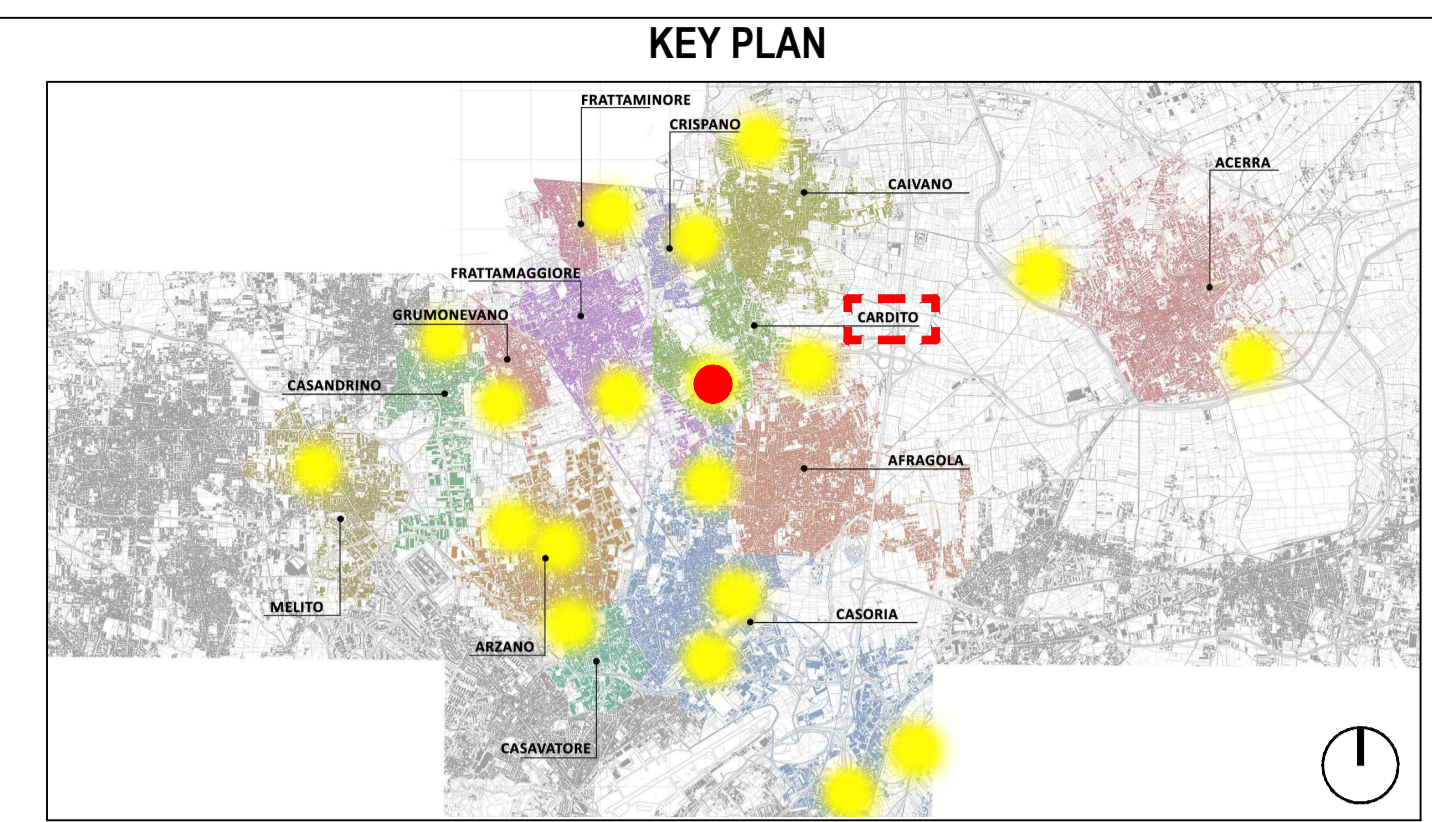 KEY PLAN
FRATTAMINORE
CRISPANO
ACERRA
CAIVANO
FRATTAMAGGIORE
GRUMONEVANO
CARDITO
CASANDRINO
AFRAGOLA
MELITO
CASORIA
ARZANO
CASAVATORE